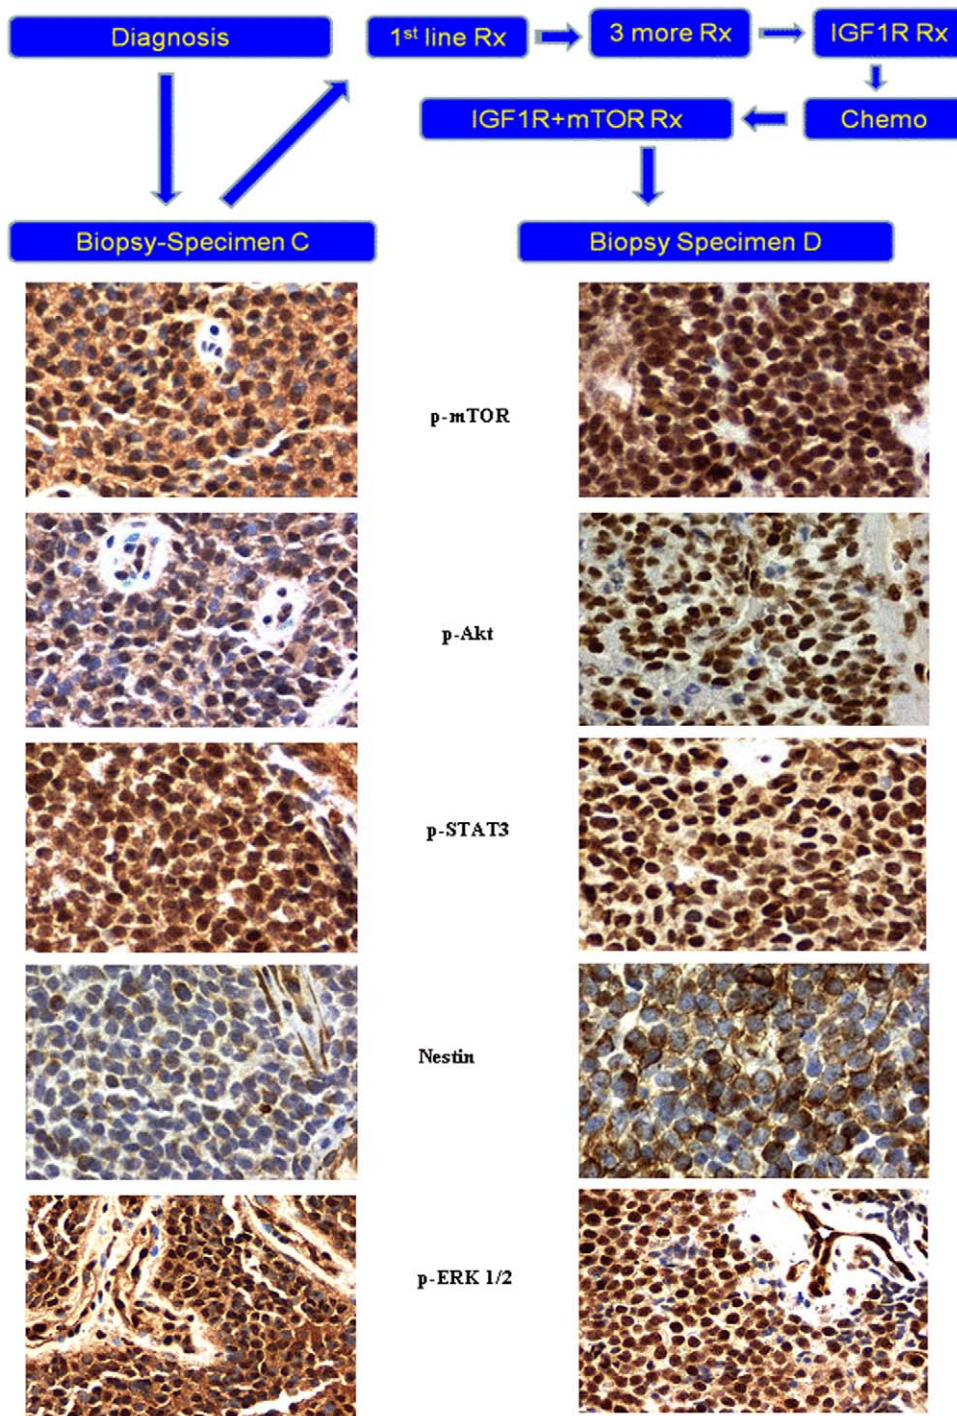 Diagnosis
1st line Rx
3 more Rx
IGF1R Rx
IGF1R+mTOR Rx
Chemo
Biopsy-Specimen C
Biopsy Specimen D
p-mTOR
p-Akt
p-STAT3
Nestin
p-ERK 1/2